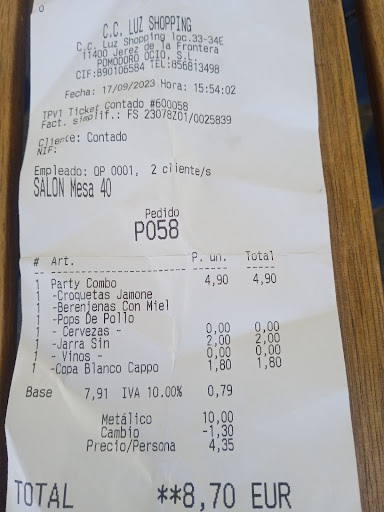 C.C. LUZ SHOPPING
C.C. Luz Shopping loc.33-34E
11400 Jerez de la Frontera
POMODORO OCIO, S.L.
CIF:B90106584 TEL:856813498
Fecha: 17/09/2023 Hora: 15:54:02
TPV1 Ticket Contado #600058
Fact. simplif.: FS 23078Z01/0025839
Cliente: Contado
NIF:
Empleado: OP 0001, 2 cliente/s
SALON Mesa 40
Pedido
P058
# Art. P. un. Total
1 Party Combo 4,90 4,90
1 -Croquetas Jamone
1 -Berenjenas Con Miel
1 -Pops De Pollo
1 - Cervezas - 0,00 0,00
1 -Jarra Sin 2,00 2,00
1 - Vinos - 0,00 0,00
1 -Copa Blanco Cappo 1,80 1,80
Base 7,91 IVA 10.00% 0,79
Metálico 10,00
Cambio -1,30
Precio/Persona 4,35
TOTAL **8,70 EUR